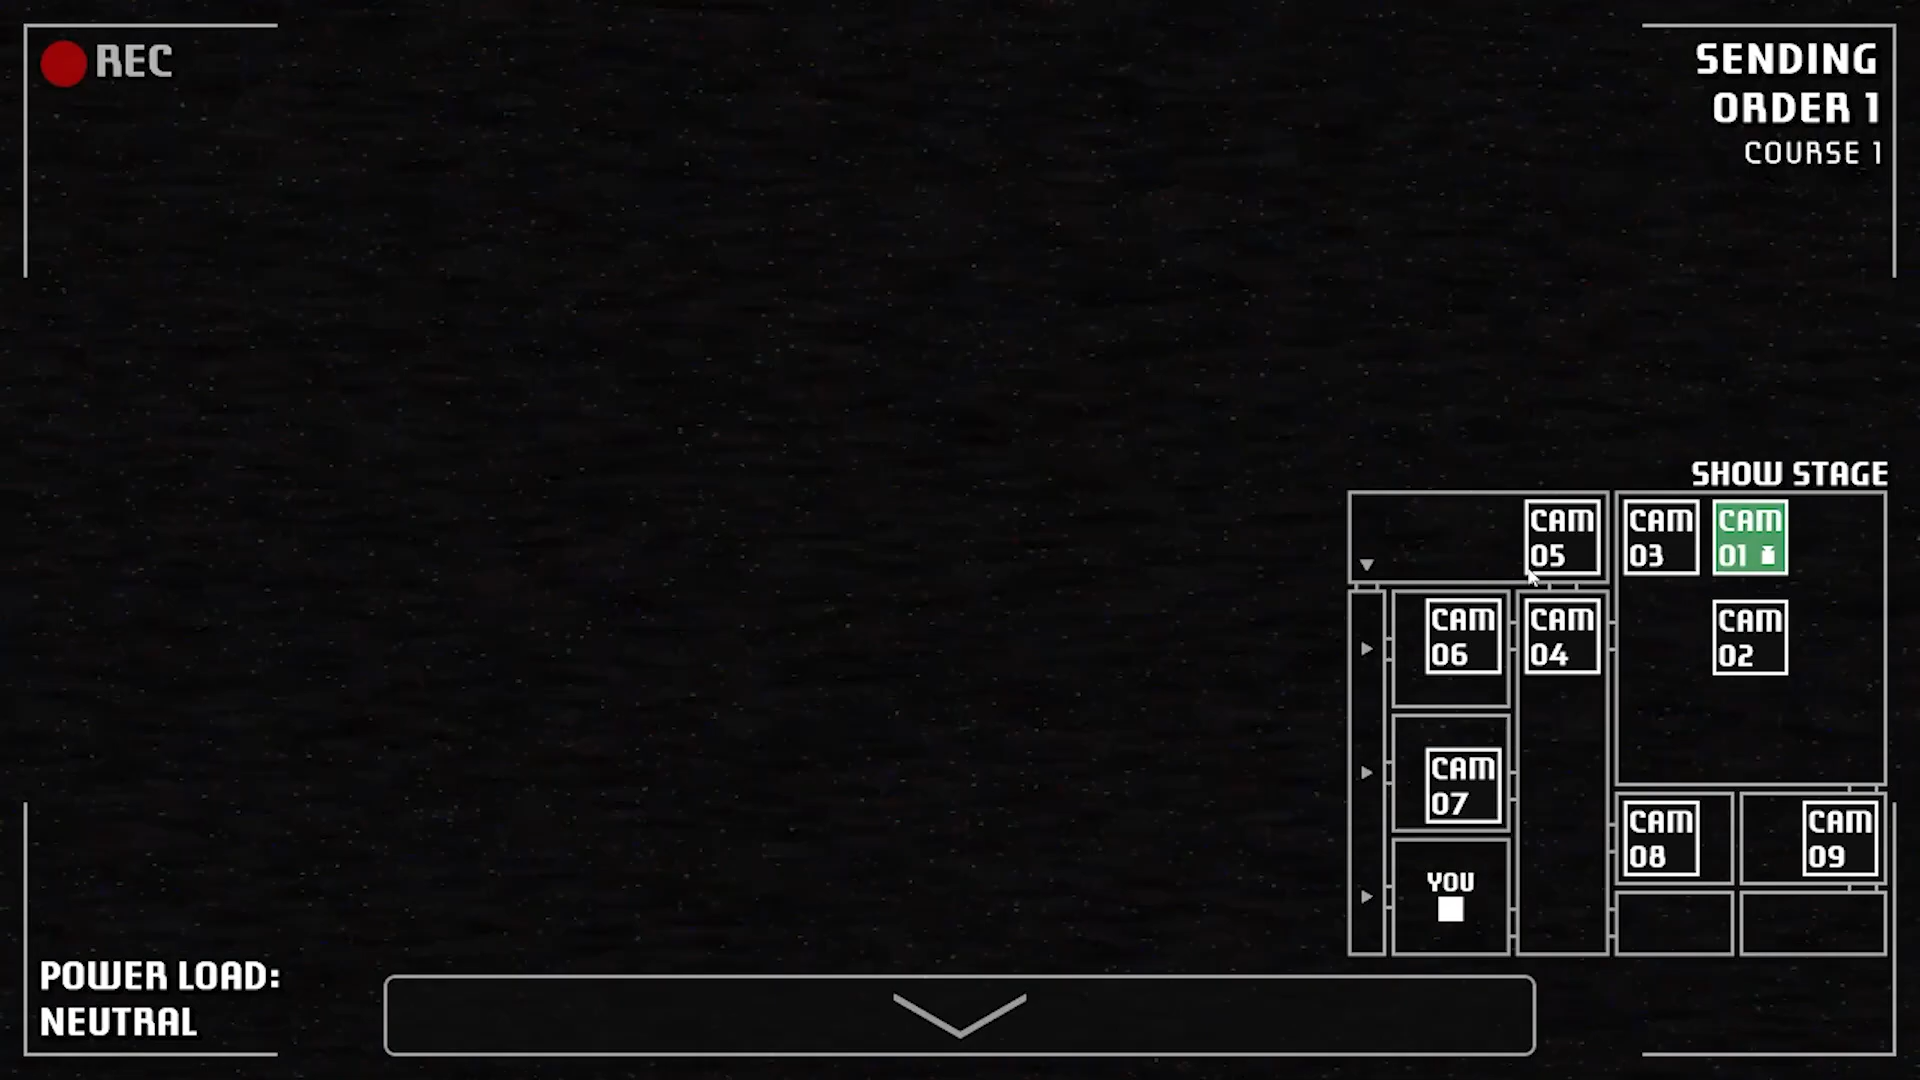 REC
SENDING
ORDER 1
COURSE 1
SHOW STAGE
CAM
05
CAM
03
CAM
01
CAM
06
CAM
04
CAM
02
CAM
07
CAM
08
CAM
09
YOU
POWER LOAD:
NEUTRAL